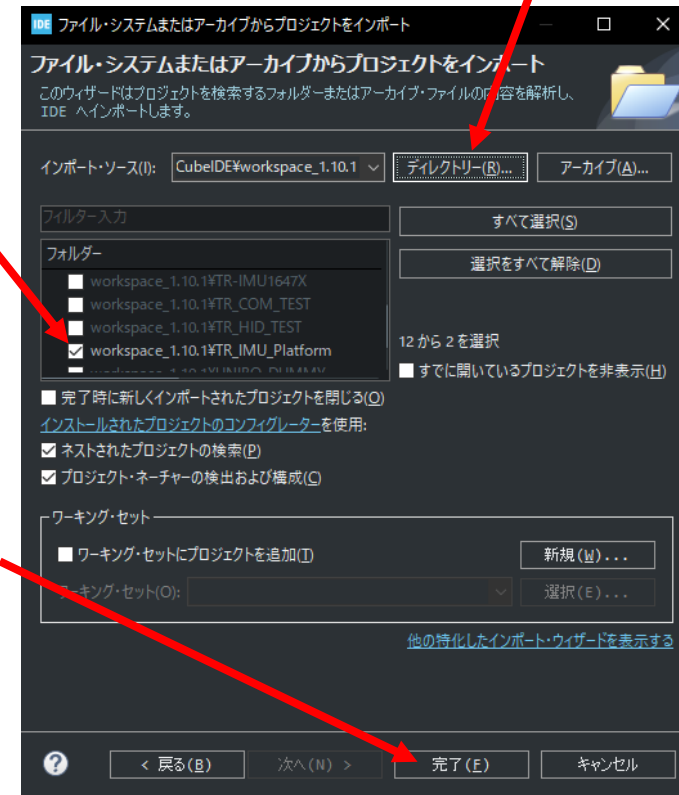 IDE ファイル・システムまたはアーカイブからプロジェクトをインポート
ファイル・システムまたはアーカイブからプロジェクトをインポート
このウィザードはプロジェクトを検索するフォルダーまたはアーカイブ・ファイルの内容を解析し、
IDE へインポートします。
インポート・ソース(I): CubeIDE¥workspace_1.10.1 ディレクトリー(R)... アーカイブ(A)...
フィルター入力 すべて選択(S)
フォルダー 選択をすべて解除(D)
workspace_1.10.1¥TR-IMU1647X
workspace_1.10.1¥TR_COM_TEST
workspace_1.10.1¥TR_HID_TEST
workspace_1.10.1¥TR_IMU_Platform
12 から 2 を選択
すでに開いているプロジェクトを非表示(H)
完了時に新しくインポートされたプロジェクトを閉じる(O)
インストールされたプロジェクトのコンフィグレーターを使用:
ネストされたプロジェクトの検索(P)
プロジェクト・ネーチャーの検出および構成(C)
ワーキング・セット
ワーキング・セットにプロジェクトを追加(T) 新規(W)...
ワーキング・セット(O): 選択(E)...
他の特化したインポート・ウィザードを表示する
? < 戻る(B) 次へ(N) > 完了(F) キャンセル